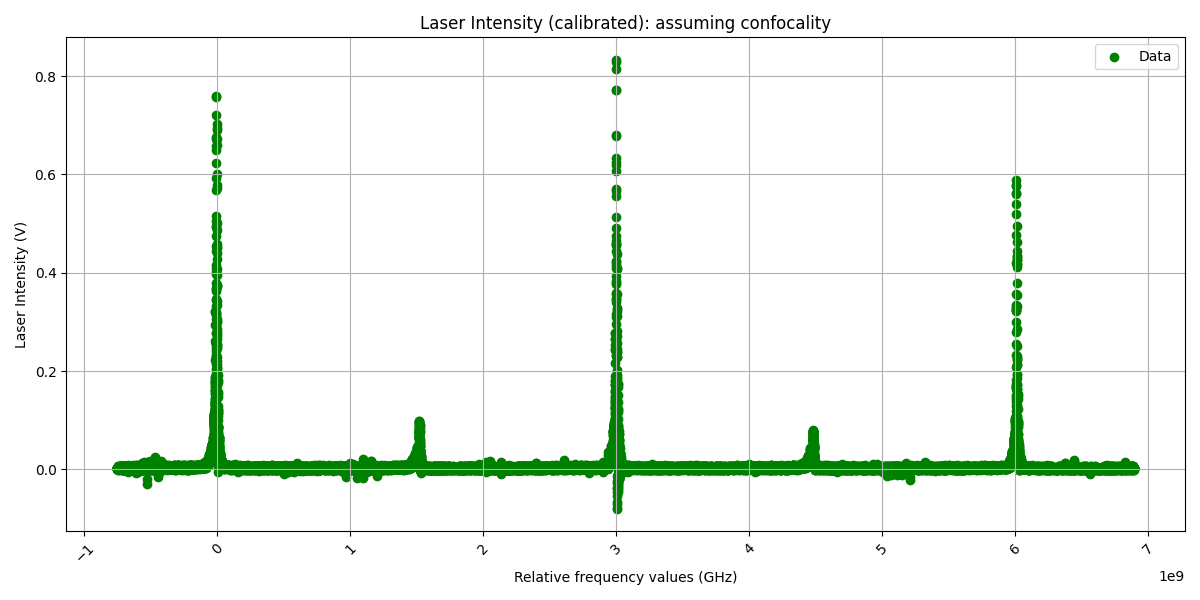 Laser Intensity (calibrated): assuming confocality
Data
0.8
0.6
0.4
0.2
0.0
Laser Intensity (V)
−1
0
1
2
3
4
5
6
7
1e9
Relative frequency values (GHz)